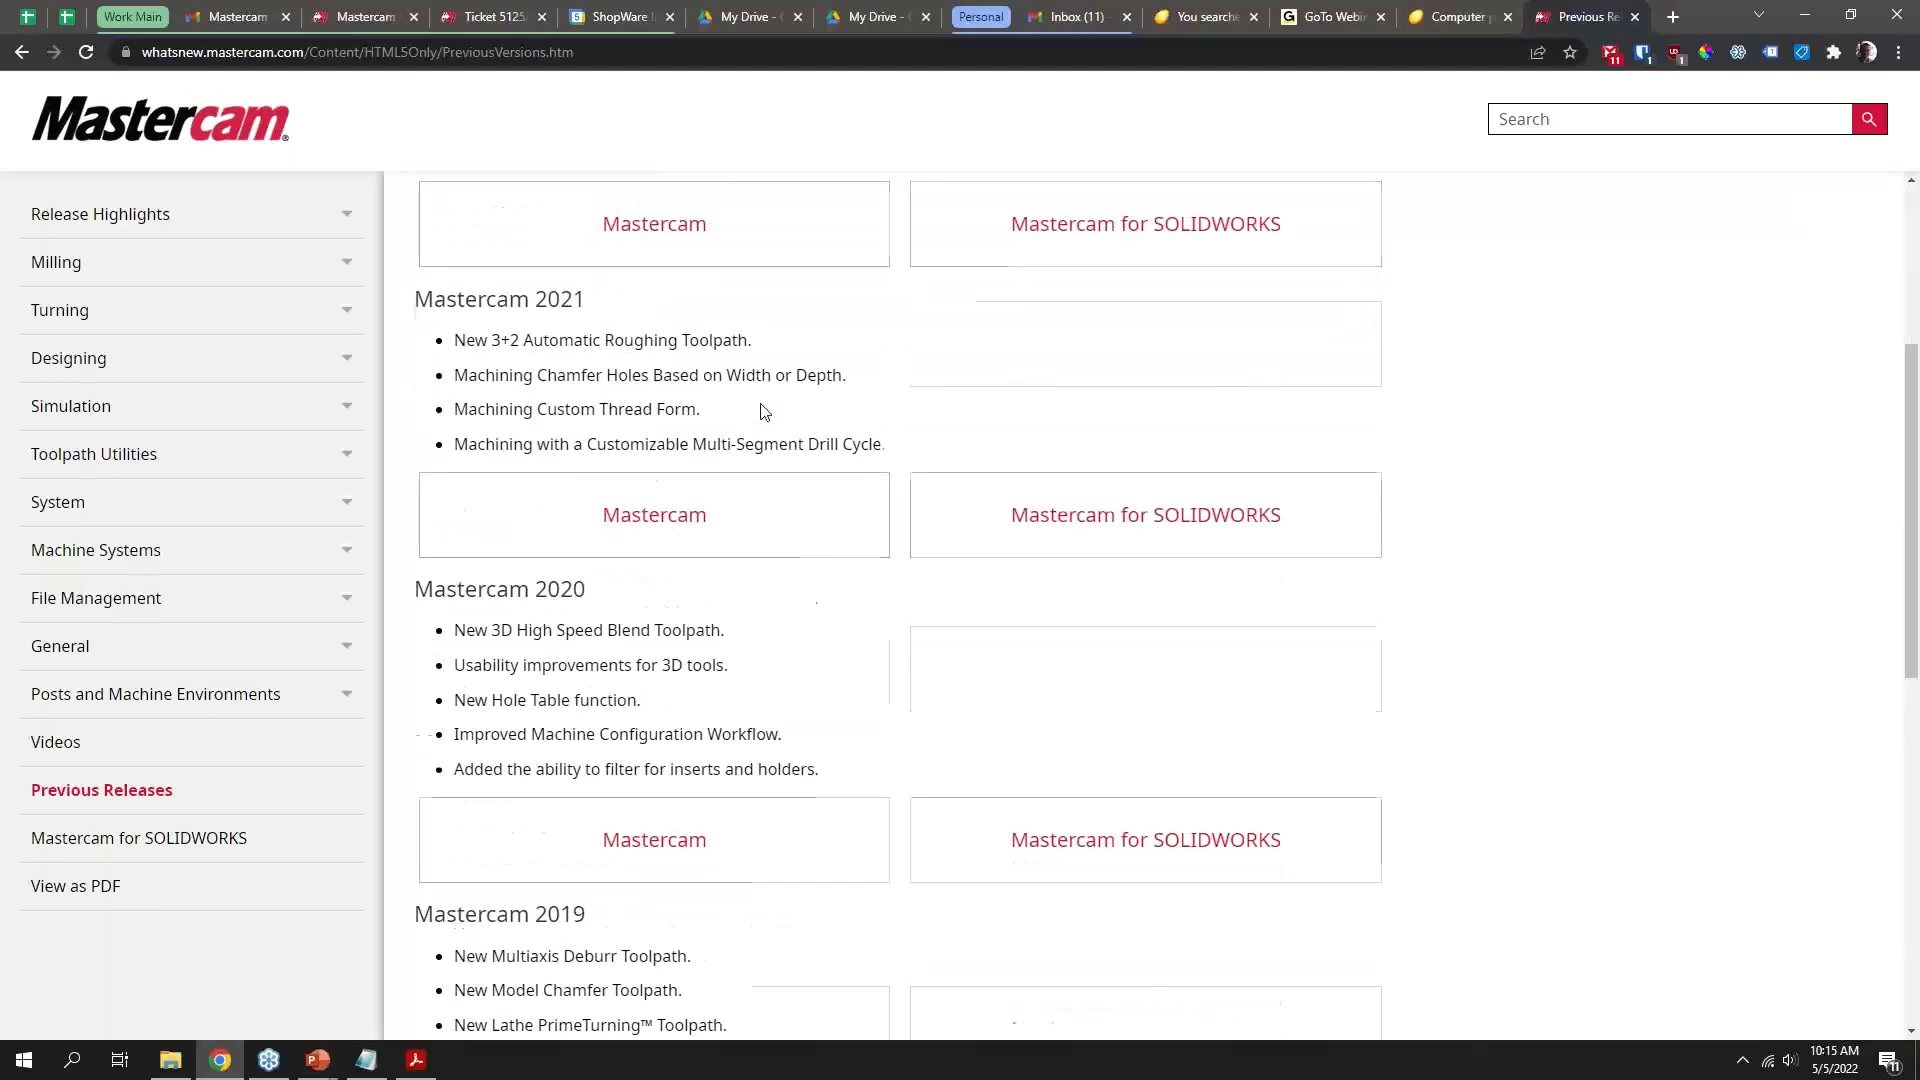 Work Main
Mastercam
Mastercam
Ticket 5125
ShopWare
My Drive -
My Drive -
Personal
Inbox (11)
You searche
GoTo Webi
Computer
Previous Re
whatsnew.mastercam.com/Content/HTML5Only/PreviousVersions.htm
11
1
1
Mastercam
Search
Release Highlights
Milling
Turning
Designing
Simulation
Toolpath Utilities
System
Machine Systems
File Management
General
Posts and Machine Environments
Videos
Previous Releases
Mastercam for SOLIDWORKS
View as PDF
Mastercam
Mastercam for SOLIDWORKS
Mastercam 2021
• New 3+2 Automatic Roughing Toolpath.
• Machining Chamfer Holes Based on Width or Depth.
• Machining Custom Thread Form.
• Machining with a Customizable Multi-Segment Drill Cycle.
Mastercam
Mastercam for SOLIDWORKS
Mastercam 2020
• New 3D High Speed Blend Toolpath.
• Usability improvements for 3D tools.
• New Hole Table function.
• Improved Machine Configuration Workflow.
• Added the ability to filter for inserts and holders.
Mastercam
Mastercam for SOLIDWORKS
Mastercam 2019
• New Multiaxis Deburr Toolpath.
• New Model Chamfer Toolpath.
• New Lathe PrimeTurning™ Toolpath.
10:15 AM
5/5/2022
11